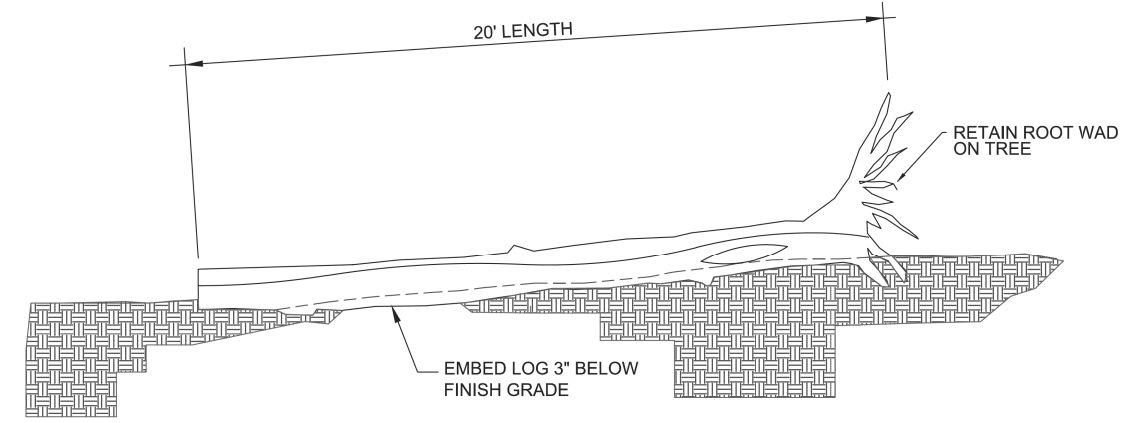 20' LENGTH
RETAIN ROOT WAD
ON TREE
EMBED LOG 3" BELOW
FINISH GRADE